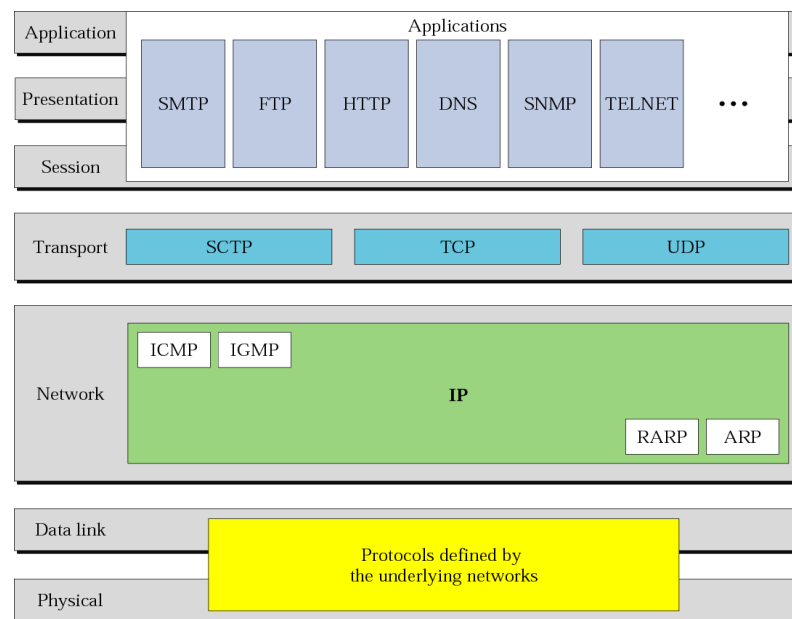 Applications
Application
SMTP FTP HTTP DNS SNMP TELNET ...
Presentation
Session
Transport SCTP TCP UDP
ICMP IGMP
Network IP
RARP ARP
Data link
Protocols defined by
the underlying networks
Physical